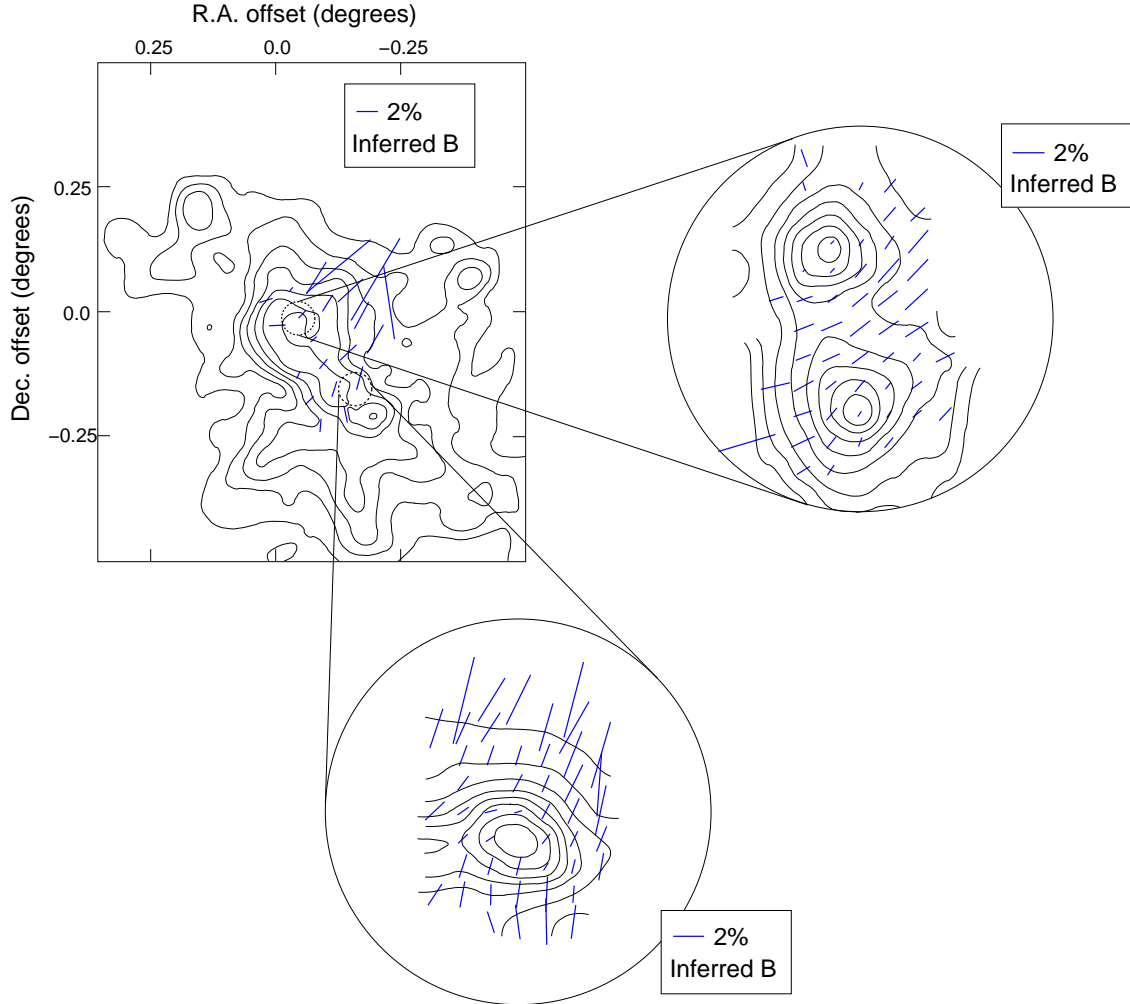 R.A. offset (degrees)
0.25 0.0 −0.25
2%
Inferred B
2%
Inferred B
0.25
0.0
−0.25
Dec. offset (degrees)
2%
Inferred B